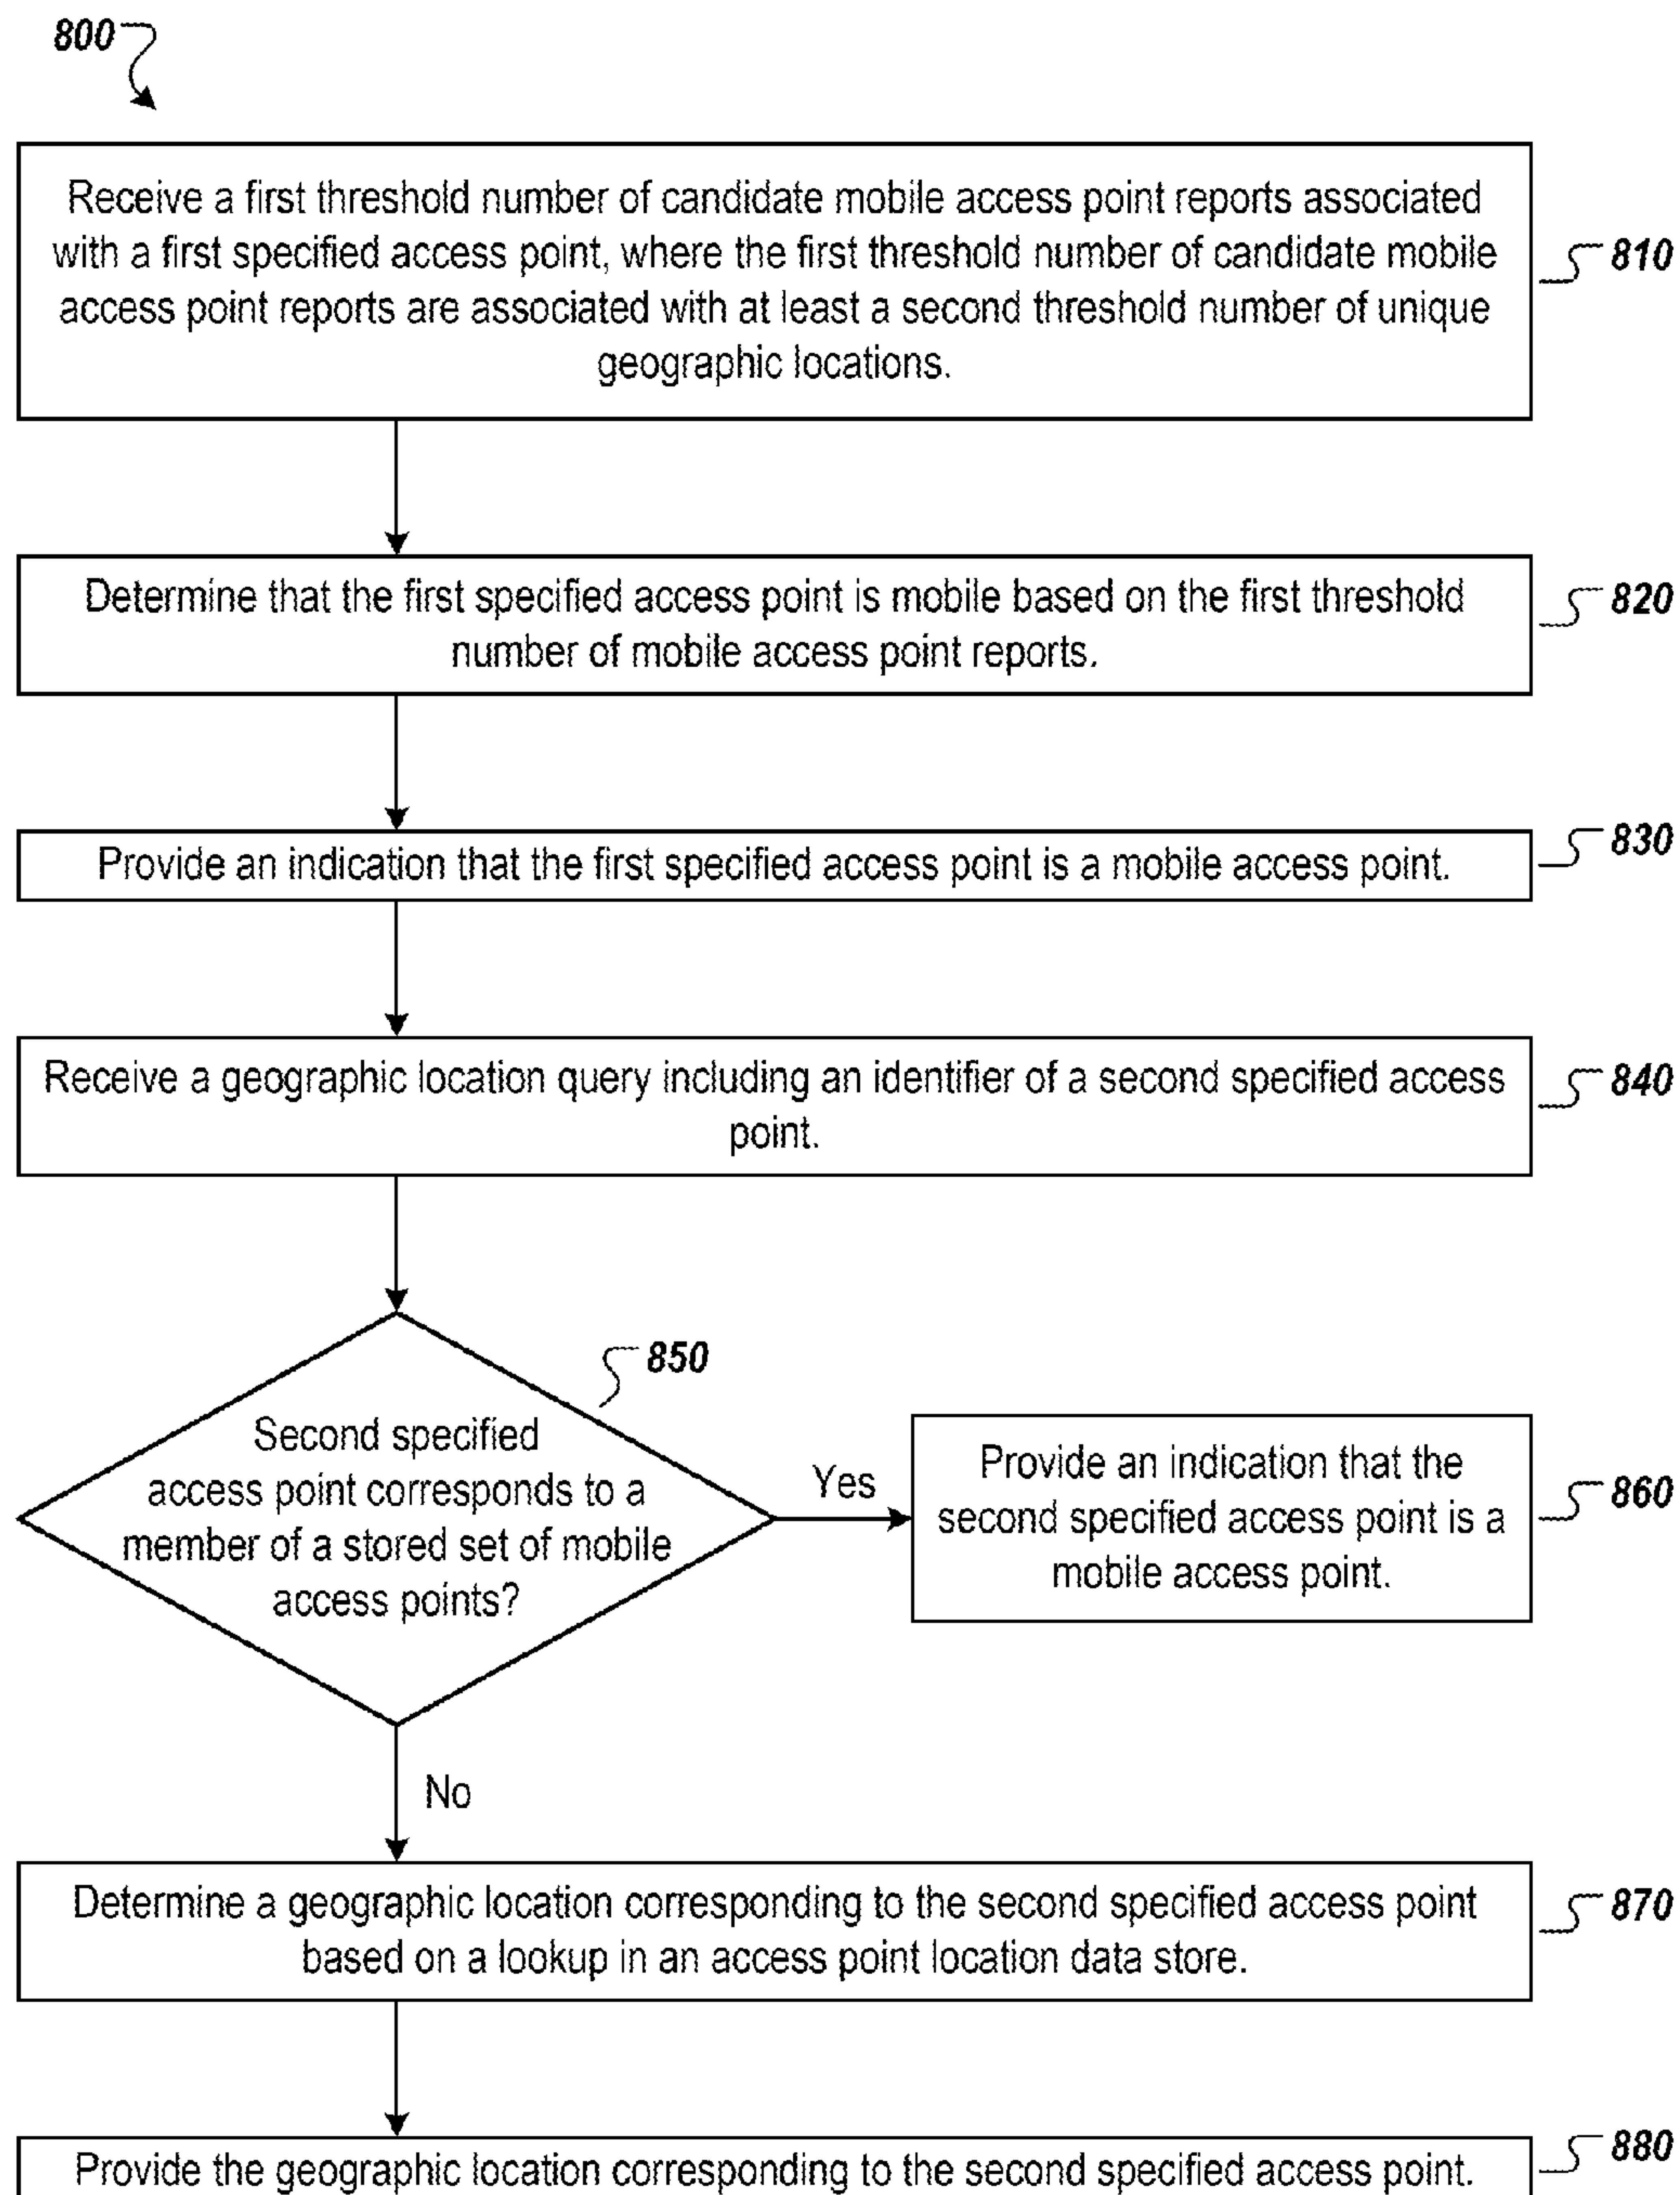 800
Receive a first threshold number of candidate mobile access point reports associated
with a first specified access point, where the first threshold number of candidate mobile
access point reports are associated with at least a second threshold number of unique
geographic locations.
810
Determine that the first specified access point is mobile based on the first threshold
number of mobile access point reports.
820
Provide an indication that the first specified access point is a mobile access point.
830
Receive a geographic location query including an identifier of a second specified access
point.
840
850
Second specified
access point corresponds to a
member of a stored set of mobile
access points?
Yes
Provide an indication that the
second specified access point is a
mobile access point.
860
No
Determine a geographic location corresponding to the second specified access point
based on a lookup in an access point location data store.
870
Provide the geographic location corresponding to the second specified access point.
880